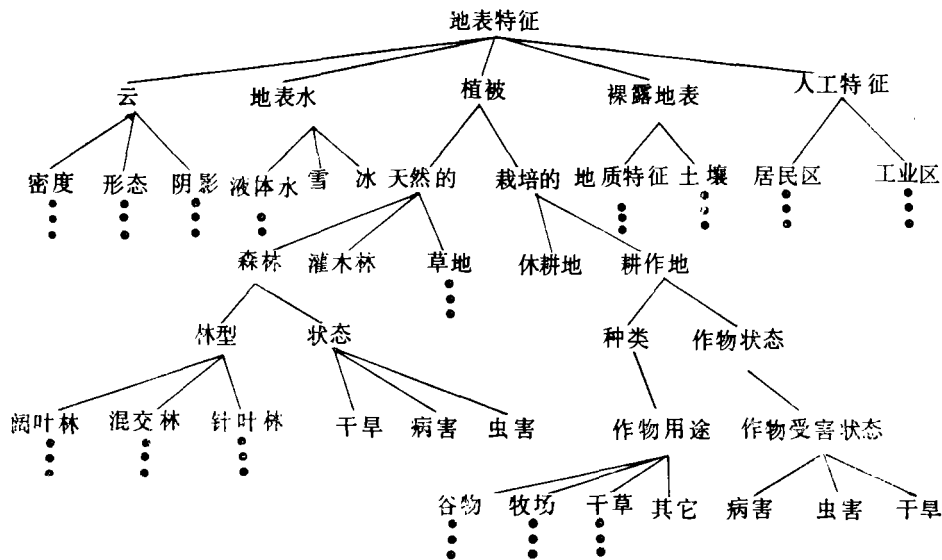 地表特征
云 地表水 植被 裸露地表 人工特征
密度 形态 阴影 液体水 雪 冰 天然的 栽培的 地质特征 土壤 居民区 工业区
森林 灌木林 草地 休耕地 耕作地
林型 状态 种类 作物状态
阔叶林 混交林 针叶林 干旱 病害 虫害 作物用途 作物受害状态
谷物 牧场 干草 其它 病害 虫害 干旱